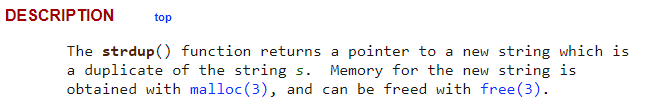 DESCRIPTION top
The strdup() function returns a pointer to a new string which is
a duplicate of the string s.  Memory for the new string is
obtained with malloc(3), and can be freed with free(3).